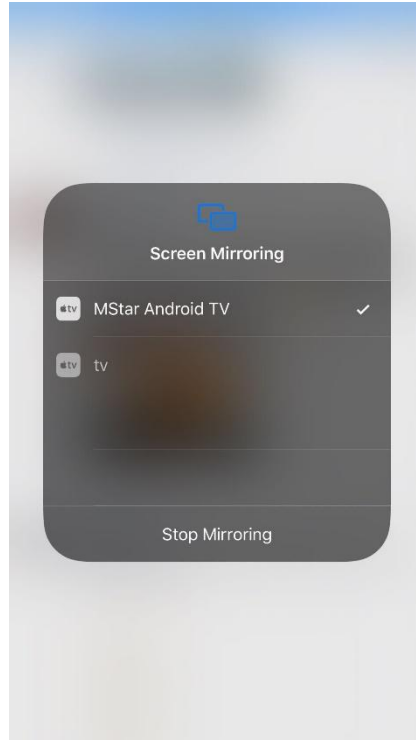 Screen Mirroring
tv
MStar Android TV
tv
tv
Stop Mirroring